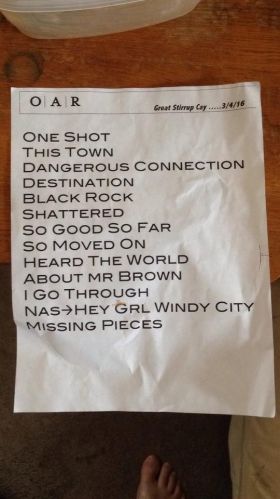 O|A|R
Great Stirrup Cay .....3/4/16
ONE SHOT
THIS TOWN
DANGEROUS CONNECTION
DESTINATION
BLACK ROCK
SHATTERED
SO GOOD SO FAR
SO MOVED ON
HEARD THE WORLD
ABOUT MR BROWN
I GO THROUGH
NAS→HEY GRL WINDY CITY
MISSING PIECES